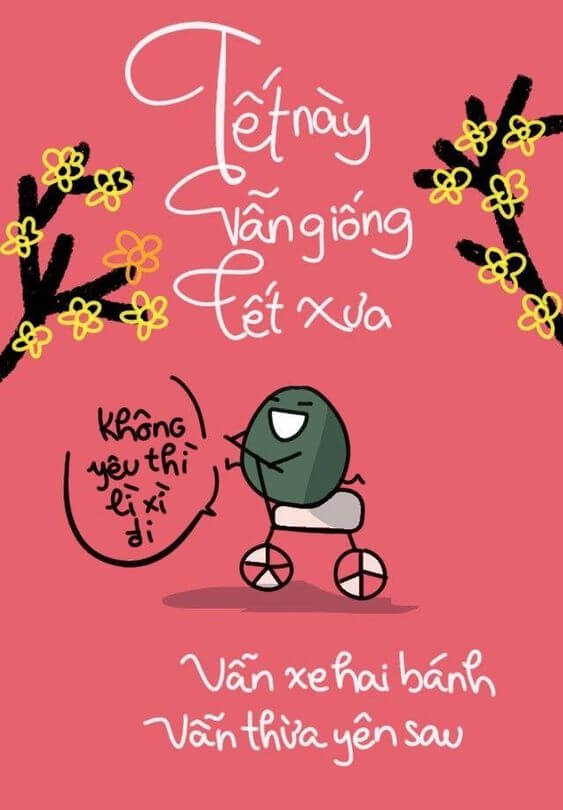 Tết này
vẫn giống
tết xưa
Không
yêu thì
lì xì
đi
Vẫn xe hai bánh
Vẫn thừa yên sau